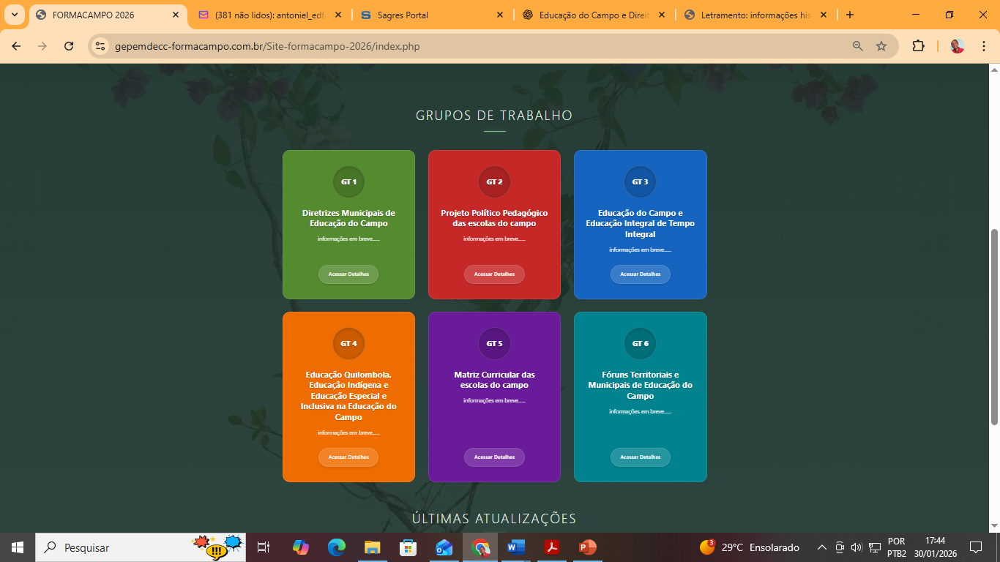 FORMACAMPO 2026
(381 não lidos): antoniel_edfi
Sagres Portal
Educação do Campo e Direit
Letramento: informações his
gepemdecc-formacampo.com.br/Site-formacampo-2026/index.php
GRUPOS DE TRABALHO
GT 1
Diretrizes Municipais de
Educação do Campo
informações em breve.....
Acessar Detalhes
GT 2
Projeto Político Pedagógico
das escolas do campo
informações em breve.....
Acessar Detalhes
GT 3
Educação do Campo e
Educação Integral de Tempo
Integral
informações em breve.....
Acessar Detalhes
GT 4
Educação Quilombola,
Educação Indígena e
Educação Especial e
Inclusiva na Educação do
Campo
informações em breve.....
Acessar Detalhes
GT 5
Matriz Curricular das
escolas do campo
informações em breve.....
Acessar Detalhes
GT 6
Fóruns Territoriais e
Municipais de Educação do
Campo
informações em breve.....
Acessar Detalhes
ÚLTIMAS ATUALIZAÇÕES
Pesquisar
!!!
3
29°C Ensolarado
POR
PTB2
17:44
30/01/2026